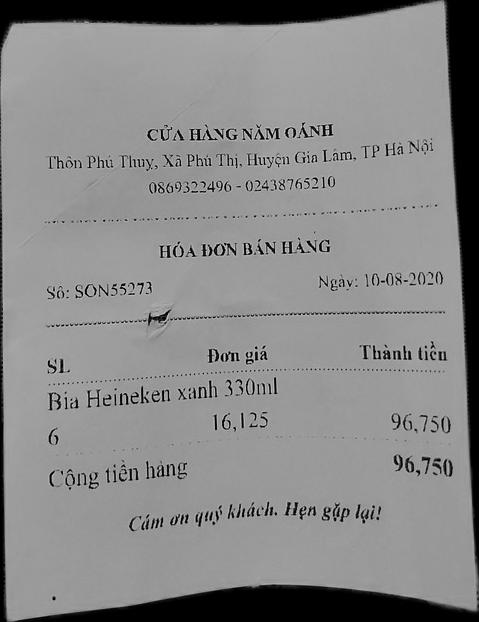 CỬA HÀNG NĂM OÁNH
Thôn Phú Thuỵ, Xã Phú Thị, Huyện Gia Lâm, TP Hà Nội
0869322496 - 02438765210
HÓA ĐƠN BÁN HÀNG
Số: SON55273 Ngày: 10-08-2020
SL Đơn giá Thành tiền
Bia Heineken xanh 330ml
6 16,125 96,750
Cộng tiền hàng 96,750
Cám ơn quý khách. Hẹn gặp lại!